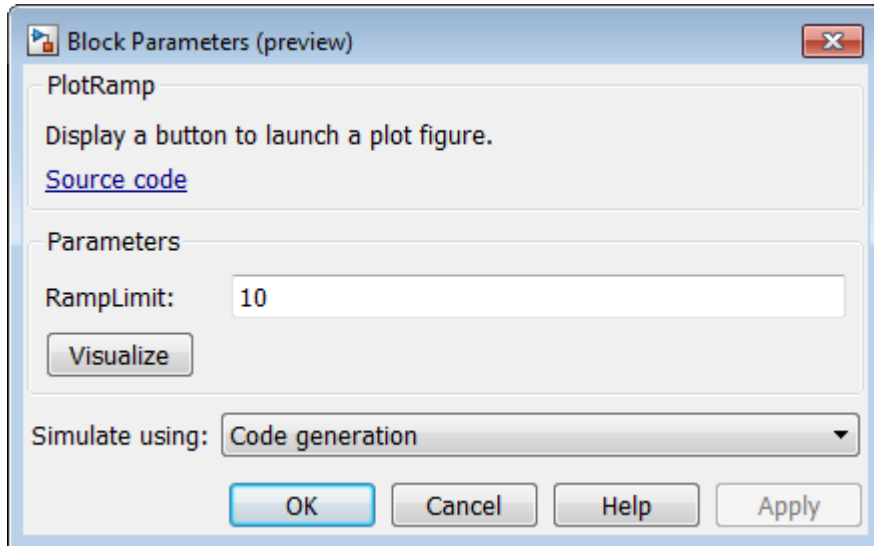 Block Parameters (preview)
PlotRamp
Display a button to launch a plot figure.
Source code
Parameters
RampLimit: 10
Visualize
Simulate using: Code generation
OK Cancel Help Apply